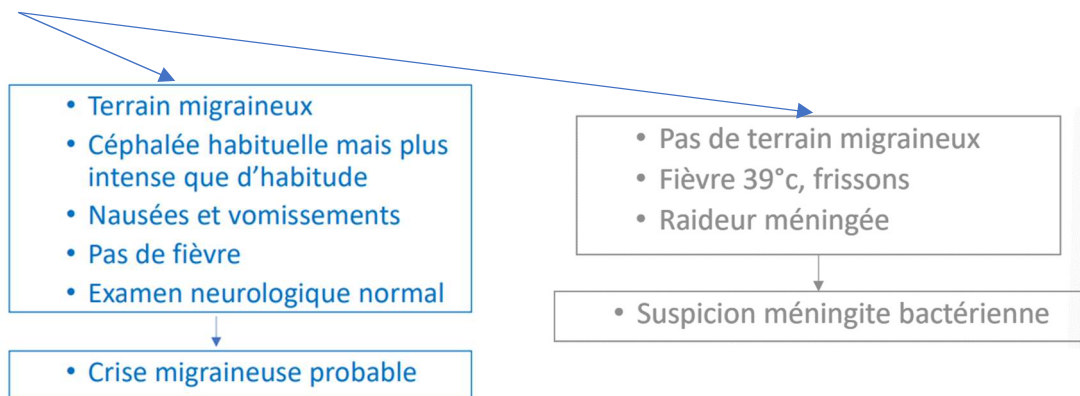 • Terrain migraineux
• Céphalée habituelle mais plus
intense que d'habitude
• Nausées et vomissements
• Pas de fièvre
• Examen neurologique normal
• Crise migraineuse probable
• Pas de terrain migraineux
• Fièvre 39°c, frissons
• Raideur méningée
• Suspicion méningite bactérienne